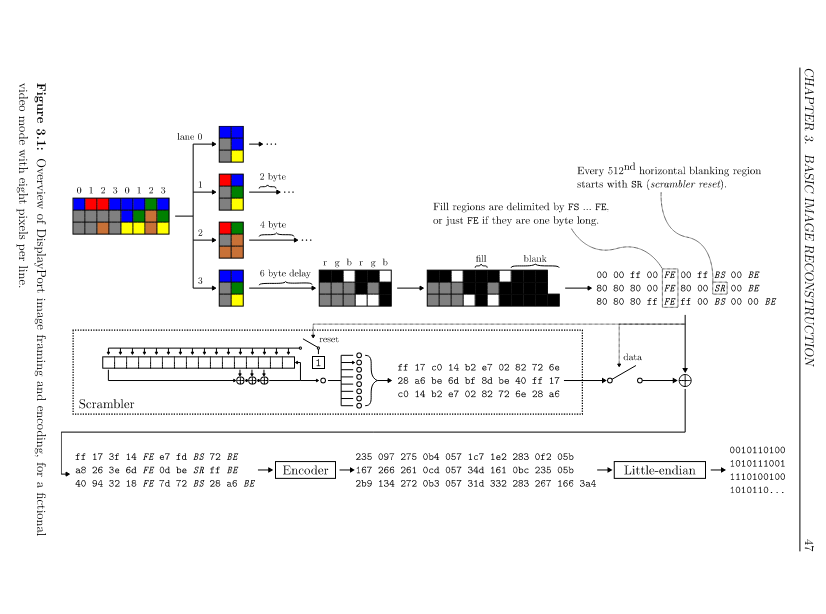 CHAPTER 3. BASIC IMAGE RECONSTRUCTION 47
lane 0
...
0 1 2 3 0 1 2 3
1
2 byte
...
2
4 byte
...
3
6 byte delay
r g b r g b
fill
blank
Every 512nd horizontal blanking region
starts with SR (scrambler reset).
Fill regions are delimited by FS ... FE.
or just FE if they are one byte long.
00 00 ff 00 FE 00 ff BS 00 BE
80 80 80 00 FE 80 00 SR 00 BE
80 80 80 ff FE ff 00 BS 00 00 BE
reset
1
data
Scrambler
ff 17 c0 14 b2 e7 02 82 72 6e
28 a6 be 6d bf 8d be 40 ff 17
c0 14 b2 e7 02 82 72 6e 28 a6
ff 17 3f 14 FE e7 fd BS 72 BE
a8 26 3e 6d FE 0d be SR ff BE
40 94 32 18 FE 7d 72 BS 28 a6 BE
Encoder
235 097 275 0b4 057 1c7 1e2 283 0f2 05b
167 266 261 0cd 057 34d 161 0bc 235 05b
2b9 134 272 0b3 057 31d 332 283 267 166 3a4
Little-endian
0010110100
1010111001
1110100100
1010110...
Figure 3.1: Overview of DisplayPort image framing and encoding, for a fictional
video mode with eight pixels per line.